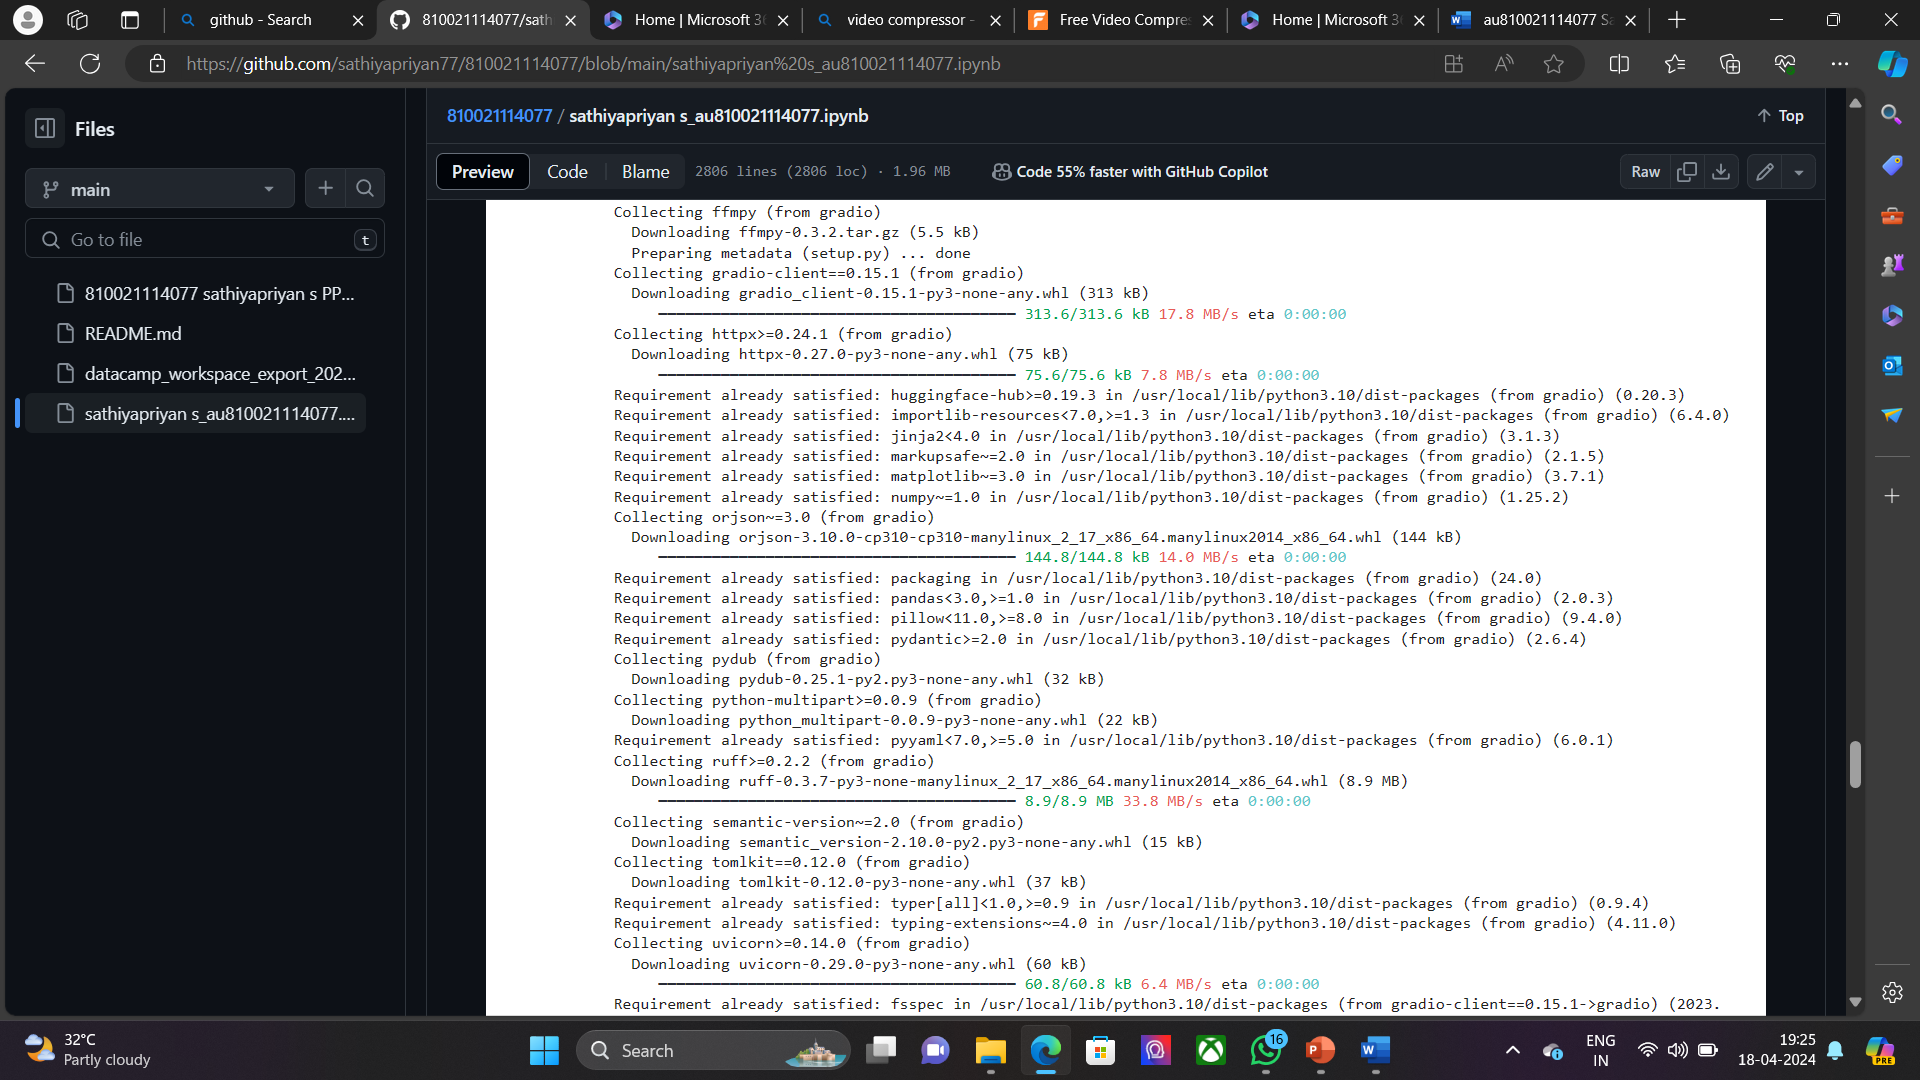 github - Search
810021114077/sath
Home | Microsoft 36
video compressor -
Free Video Compres
Home | Microsoft 36
au810021114077 Sa
https://github.com/sathiyapriyan77/810021114077/blob/main/sathiyapriyan%20s_au810021114077.ipynb
Files
810021114077 / sathiyapriyan s_au810021114077.ipynb
Top
main
Preview
Code
Blame
2806 lines (2806 loc) · 1.96 MB
Code 55% faster with GitHub Copilot
Raw
Go to file
t
810021114077 sathiyapriyan s PP...
README.md
datacamp_workspace_export_202...
sathiyapriyan s_au810021114077....
Collecting ffmpy (from gradio)
Downloading ffmpy-0.3.2.tar.gz (5.5 kB)
Preparing metadata (setup.py) ... done
Collecting gradio-client==0.15.1 (from gradio)
Downloading gradio_client-0.15.1-py3-none-any.whl (313 kB)
313.6/313.6 kB 17.8 MB/s eta 0:00:00
Collecting httpx>=0.24.1 (from gradio)
Downloading httpx-0.27.0-py3-none-any.whl (75 kB)
75.6/75.6 kB 7.8 MB/s eta 0:00:00
Requirement already satisfied: huggingface-hub>=0.19.3 in /usr/local/lib/python3.10/dist-packages (from gradio) (0.20.3)
Requirement already satisfied: importlib-resources<7.0,>=1.3 in /usr/local/lib/python3.10/dist-packages (from gradio) (6.4.0)
Requirement already satisfied: jinja2<4.0 in /usr/local/lib/python3.10/dist-packages (from gradio) (3.1.3)
Requirement already satisfied: markupsafe~=2.0 in /usr/local/lib/python3.10/dist-packages (from gradio) (2.1.5)
Requirement already satisfied: matplotlib~=3.0 in /usr/local/lib/python3.10/dist-packages (from gradio) (3.7.1)
Requirement already satisfied: numpy~=1.0 in /usr/local/lib/python3.10/dist-packages (from gradio) (1.25.2)
Collecting orjson~=3.0 (from gradio)
Downloading orjson-3.10.0-cp310-cp310-manylinux_2_17_x86_64.manylinux2014_x86_64.whl (144 kB)
144.8/144.8 kB 14.0 MB/s eta 0:00:00
Requirement already satisfied: packaging in /usr/local/lib/python3.10/dist-packages (from gradio) (24.0)
Requirement already satisfied: pandas<3.0,>=1.0 in /usr/local/lib/python3.10/dist-packages (from gradio) (2.0.3)
Requirement already satisfied: pillow<11.0,>=8.0 in /usr/local/lib/python3.10/dist-packages (from gradio) (9.4.0)
Requirement already satisfied: pydantic>=2.0 in /usr/local/lib/python3.10/dist-packages (from gradio) (2.6.4)
Collecting pydub (from gradio)
Downloading pydub-0.25.1-py2.py3-none-any.whl (32 kB)
Collecting python-multipart>=0.0.9 (from gradio)
Downloading python_multipart-0.0.9-py3-none-any.whl (22 kB)
Requirement already satisfied: pyyaml<7.0,>=5.0 in /usr/local/lib/python3.10/dist-packages (from gradio) (6.0.1)
Collecting ruff>=0.2.2 (from gradio)
Downloading ruff-0.3.7-py3-none-manylinux_2_17_x86_64.manylinux2014_x86_64.whl (8.9 MB)
8.9/8.9 MB 33.8 MB/s eta 0:00:00
Collecting semantic-version~=2.0 (from gradio)
Downloading semantic_version-2.10.0-py2.py3-none-any.whl (15 kB)
Collecting tomlkit==0.12.0 (from gradio)
Downloading tomlkit-0.12.0-py3-none-any.whl (37 kB)
Requirement already satisfied: typer[all]<1.0,>=0.9 in /usr/local/lib/python3.10/dist-packages (from gradio) (0.9.4)
Requirement already satisfied: typing-extensions~=4.0 in /usr/local/lib/python3.10/dist-packages (from gradio) (4.11.0)
Collecting uvicorn>=0.14.0 (from gradio)
Downloading uvicorn-0.29.0-py3-none-any.whl (60 kB)
60.8/60.8 kB 6.4 MB/s eta 0:00:00
Requirement already satisfied: fsspec in /usr/local/lib/python3.10/dist-packages (from gradio-client==0.15.1->gradio) (2023.
32°C
Partly cloudy
Search
16
ENG
IN
19:25
18-04-2024
PRE